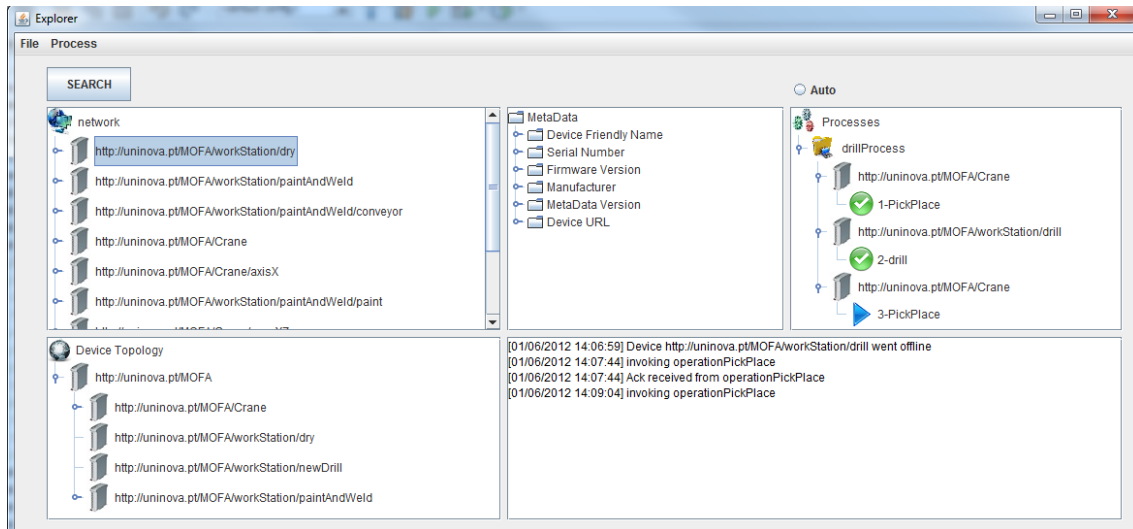 Explorer
File Process
SEARCH
Auto
network
http://uninova.pt/MOFA/workStation/dry
http://uninova.pt/MOFA/workStation/paintAndWeld
http://uninova.pt/MOFA/workStation/paintAndWeld/conveyor
http://uninova.pt/MOFA/Crane
http://uninova.pt/MOFA/Crane/axisX
http://uninova.pt/MOFA/workStation/paintAndWeld/paint
MetaData
Device Friendly Name
Serial Number
Firmware Version
Manufacturer
MetaData Version
Device URL
Processes
drillProcess
http://uninova.pt/MOFA/Crane
1-PickPlace
http://uninova.pt/MOFA/workStation/drill
2-drill
http://uninova.pt/MOFA/Crane
3-PickPlace
Device Topology
http://uninova.pt/MOFA
http://uninova.pt/MOFA/Crane
http://uninova.pt/MOFA/workStation/dry
http://uninova.pt/MOFA/workStation/newDrill
http://uninova.pt/MOFA/workStation/paintAndWeld
[01/06/2012 14:06:59] Device http://uninova.pt/MOFA/workStation/drill went offline
[01/06/2012 14:07:44] invoking operationPickPlace
[01/06/2012 14:07:44] Ack received from operationPickPlace
[01/06/2012 14:09:04] invoking operationPickPlace